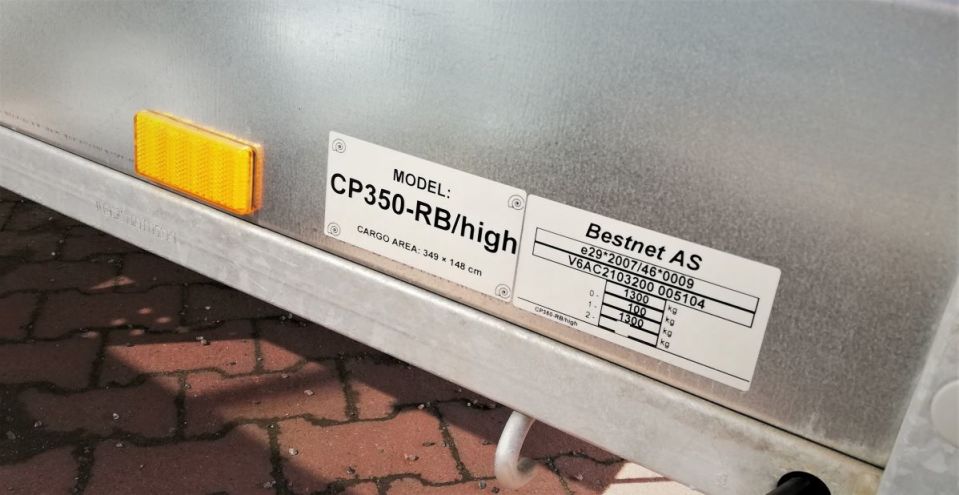 MODEL:
CP350-RB/high
CARGO AREA: 349 × 148 cm
Bestnet AS
e29*2007/46*0009
V6AC2103200 005104
1300 kg
0 - 100 kg
1 - 1300 kg
2 - kg
CP350-RB/high